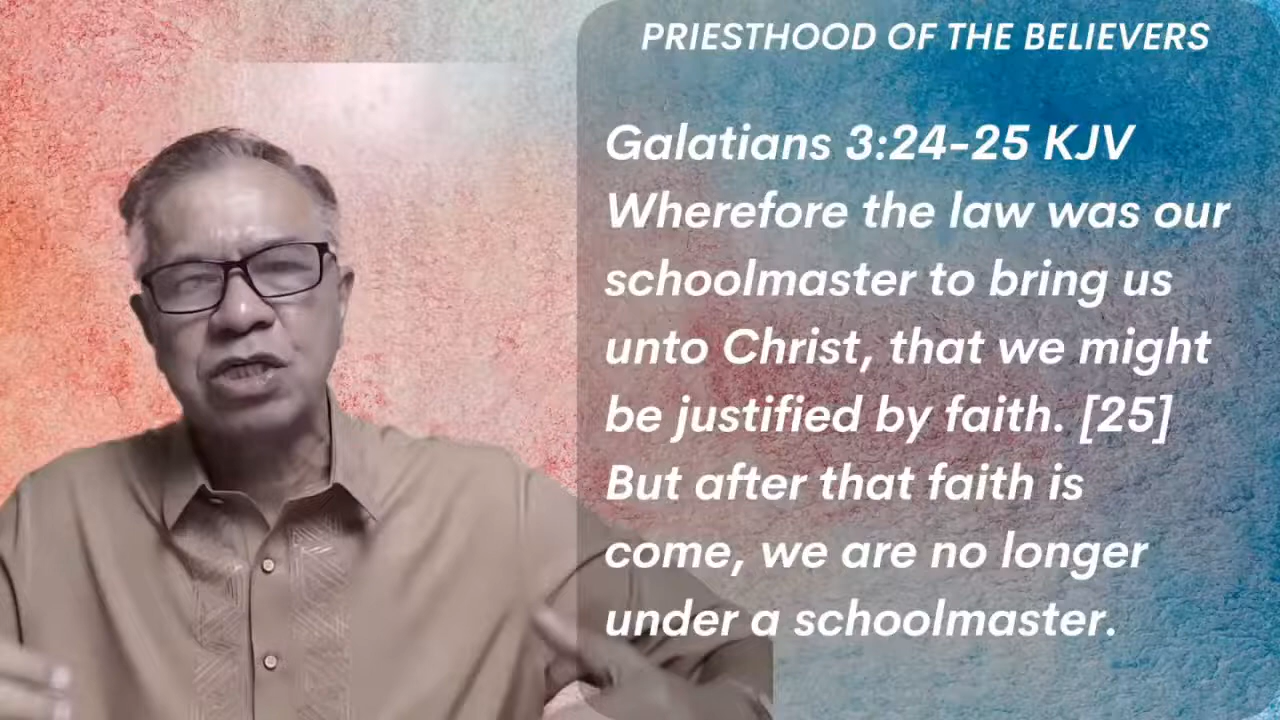 PRIESTHOOD OF THE BELIEVERS
Galatians 3:24-25 KJV
Wherefore the law was our
schoolmaster to bring us
unto Christ, that we might
be justified by faith. [25]
But after that faith is
come, we are no longer
under a schoolmaster.